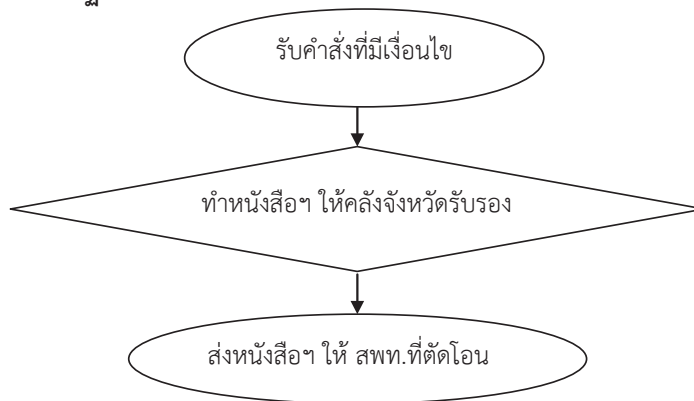 รับคำสั่งที่มีเงื่อนไข
ทำหนังสือฯ ให้คลังจังหวัดรับรอง
ส่งหนังสือฯ ให้ สพท.ที่ตัดโอน